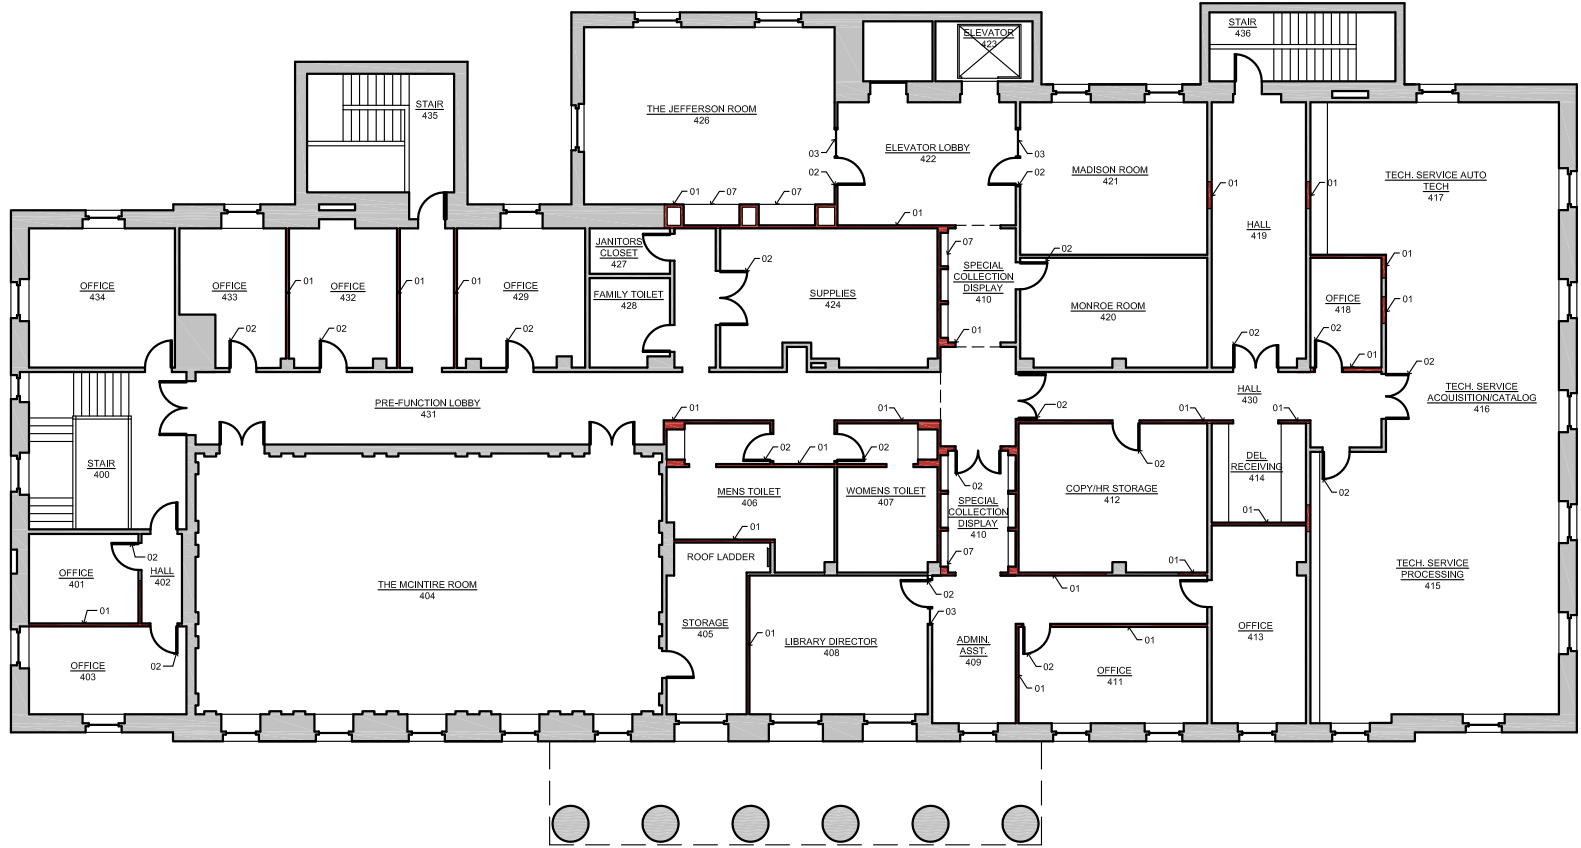 STAIR
436
ELEVATOR
423
STAIR
435
THE JEFFERSON ROOM
426
03
02
ELEVATOR LOBBY
422
03
02
MADISON ROOM
421
01
01
TECH. SERVICE AUTO
TECH
417
01
07
07
01
HALL
419
JANITORS
CLOSET
427
02
07
02
SPECIAL
COLLECTION
DISPLAY
410
01
OFFICE
434
OFFICE
433
01
OFFICE
432
01
01
OFFICE
429
FAMILY TOILET
428
SUPPLIES
424
MONROE ROOM
420
OFFICE
418
01
02
02
02
01
02
02
01
02
PRE-FUNCTION LOBBY
431
HALL
430
TECH. SERVICE
ACQUISITION/CATALOG
416
01
01
02
01
01
02
01
02
02
STAIR
400
MENS TOILET
406
WOMENS TOILET
407
02
SPECIAL
COLLECTION
DISPLAY
410
COPY/HR STORAGE
412
DEL.
RECEIVING
414
02
01
01
ROOF LADDER
07
02
OFFICE
401
HALL
402
01
THE MCINTIRE ROOM
404
01
01
TECH. SERVICE
PROCESSING
415
02
03
STORAGE
405
01
LIBRARY DIRECTOR
408
ADMIN.
ASST.
409
01
OFFICE
413
OFFICE
403
02
02
OFFICE
411
01